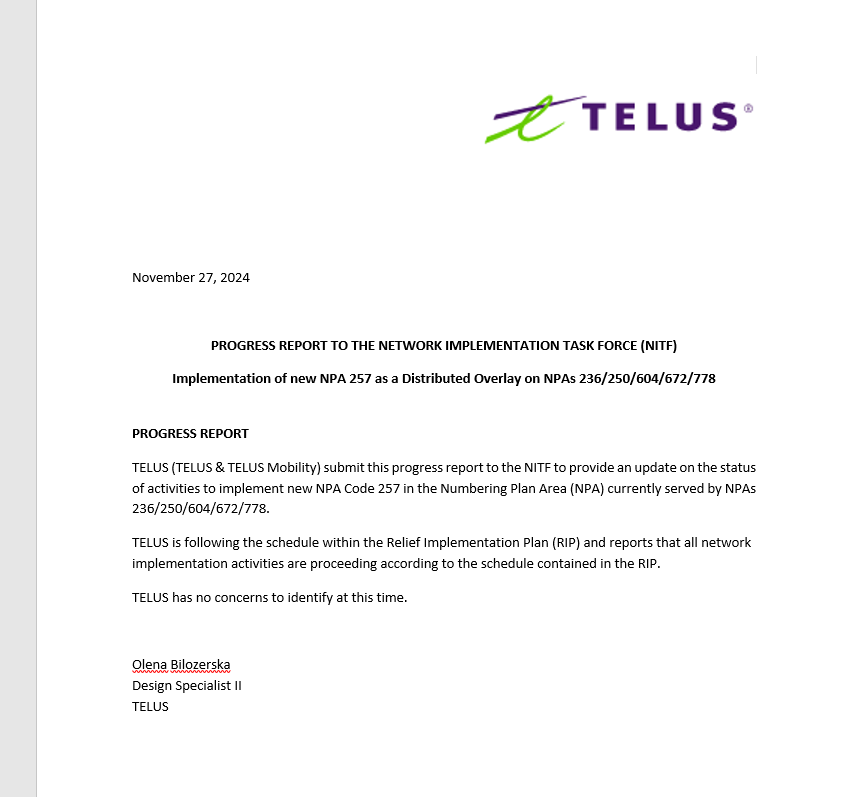 TELUS®
November 27, 2024
PROGRESS REPORT TO THE NETWORK IMPLEMENTATION TASK FORCE (NITF)
Implementation of new NPA 257 as a Distributed Overlay on NPAs 236/250/604/672/778
PROGRESS REPORT
TELUS (TELUS & TELUS Mobility) submit this progress report to the NITF to provide an update on the status
of activities to implement new NPA Code 257 in the Numbering Plan Area (NPA) currently served by NPAs
236/250/604/672/778.
TELUS is following the schedule within the Relief Implementation Plan (RIP) and reports that all network
implementation activities are proceeding according to the schedule contained in the RIP.
TELUS has no concerns to identify at this time.
Olena Bilozerska
Design Specialist II
TELUS